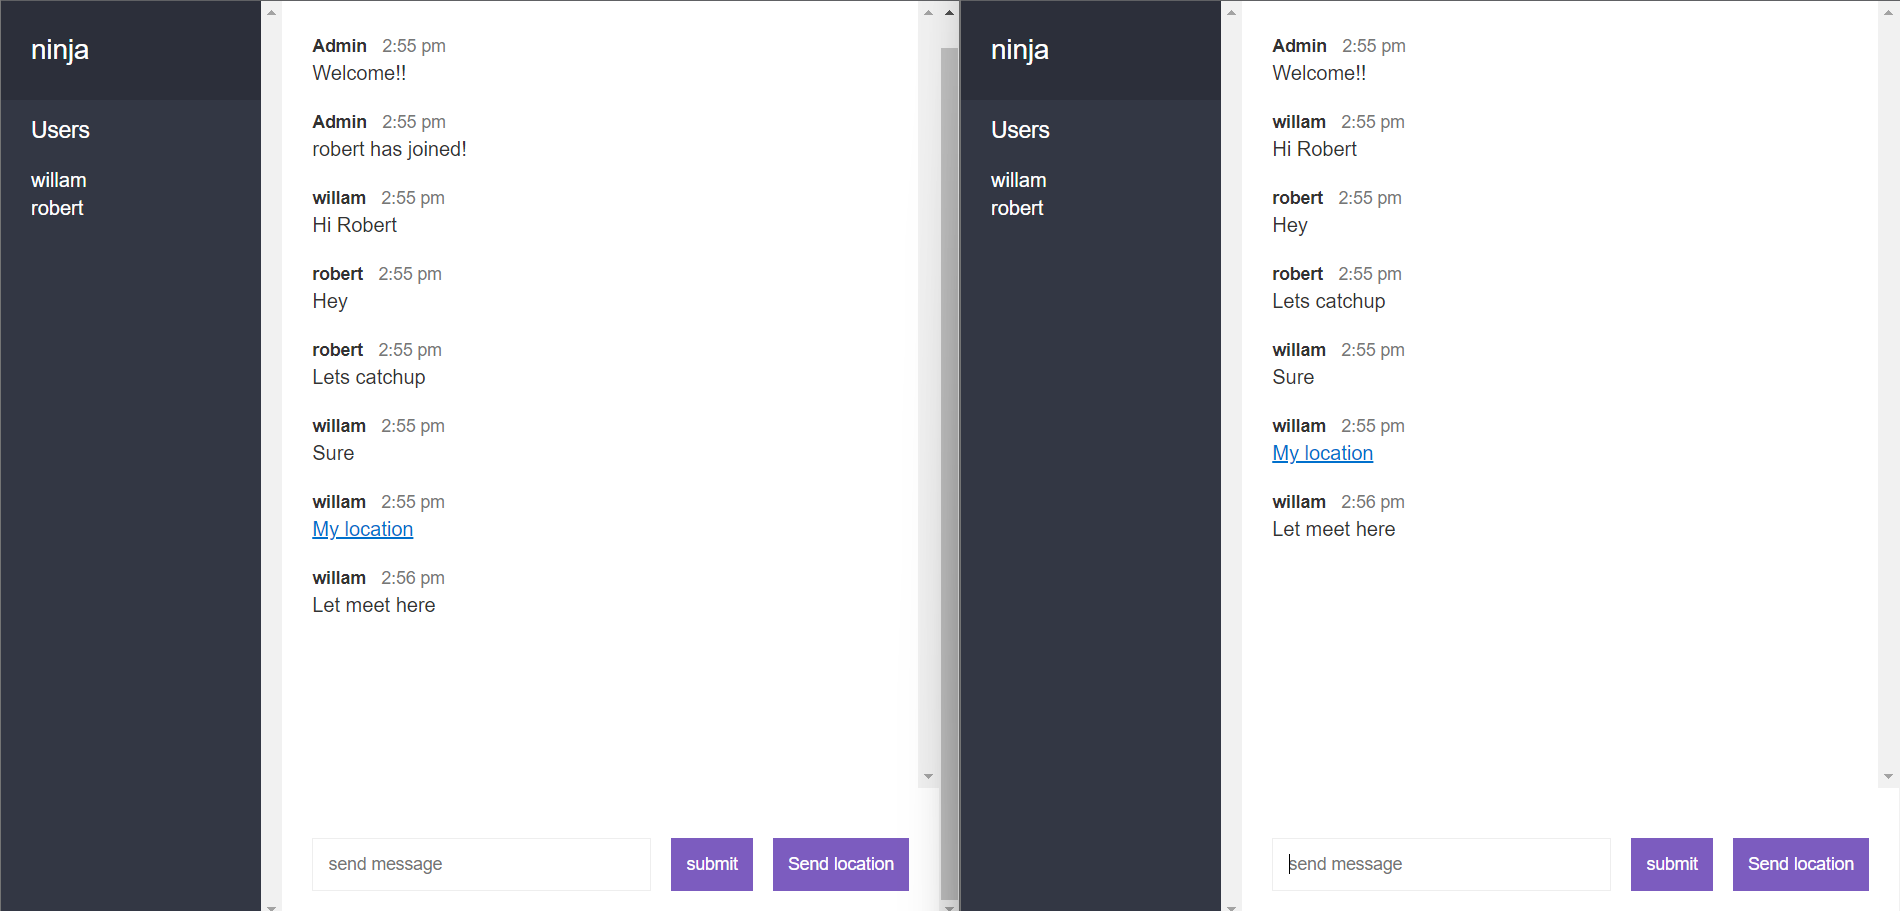 ninja
Users
willam
robert
Admin 2:55 pm
Welcome!!
Admin 2:55 pm
robert has joined!
willam 2:55 pm
Hi Robert
robert 2:55 pm
Hey
robert 2:55 pm
Lets catchup
willam 2:55 pm
Sure
willam 2:55 pm
My location
willam 2:56 pm
Let meet here
send message submit Send location
ninja
Users
willam
robert
Admin 2:55 pm
Welcome!!
willam 2:55 pm
Hi Robert
robert 2:55 pm
Hey
robert 2:55 pm
Lets catchup
willam 2:55 pm
Sure
willam 2:55 pm
My location
willam 2:56 pm
Let meet here
send message submit Send location